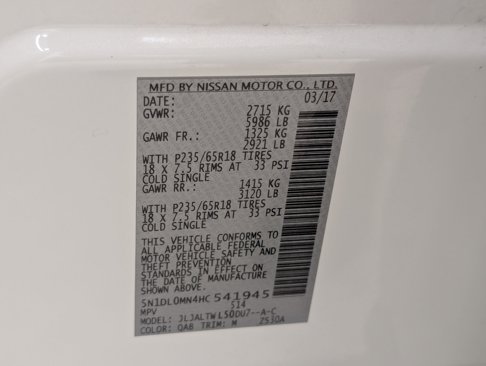 MFD BY NISSAN MOTOR CO., LTD.
DATE: 03/17
GVWR: 2715 KG
5986 LB
GAWR FR.: 1325 KG
2921 LB
WITH P235/65R18 TIRES
18 X 7.5 RIMS AT 33 PSI
COLD SINGLE
GAWR RR.: 1415 KG
3120 LB
WITH P235/65R18 TIRES
18 X 7.5 RIMS AT 33 PSI
COLD SINGLE
THIS VEHICLE CONFORMS TO
ALL APPLICABLE FEDERAL
MOTOR VEHICLE SAFETY AND
THEFT PREVENTION
STANDARDS IN EFFECT ON
THE DATE OF MANUFACTURE
SHOWN ABOVE.
5N1DL0MN4HC541945
MPV S14
MODEL: JLJALTWL50DU7--A-C
COLOR: QAB TRIM: M Z530A